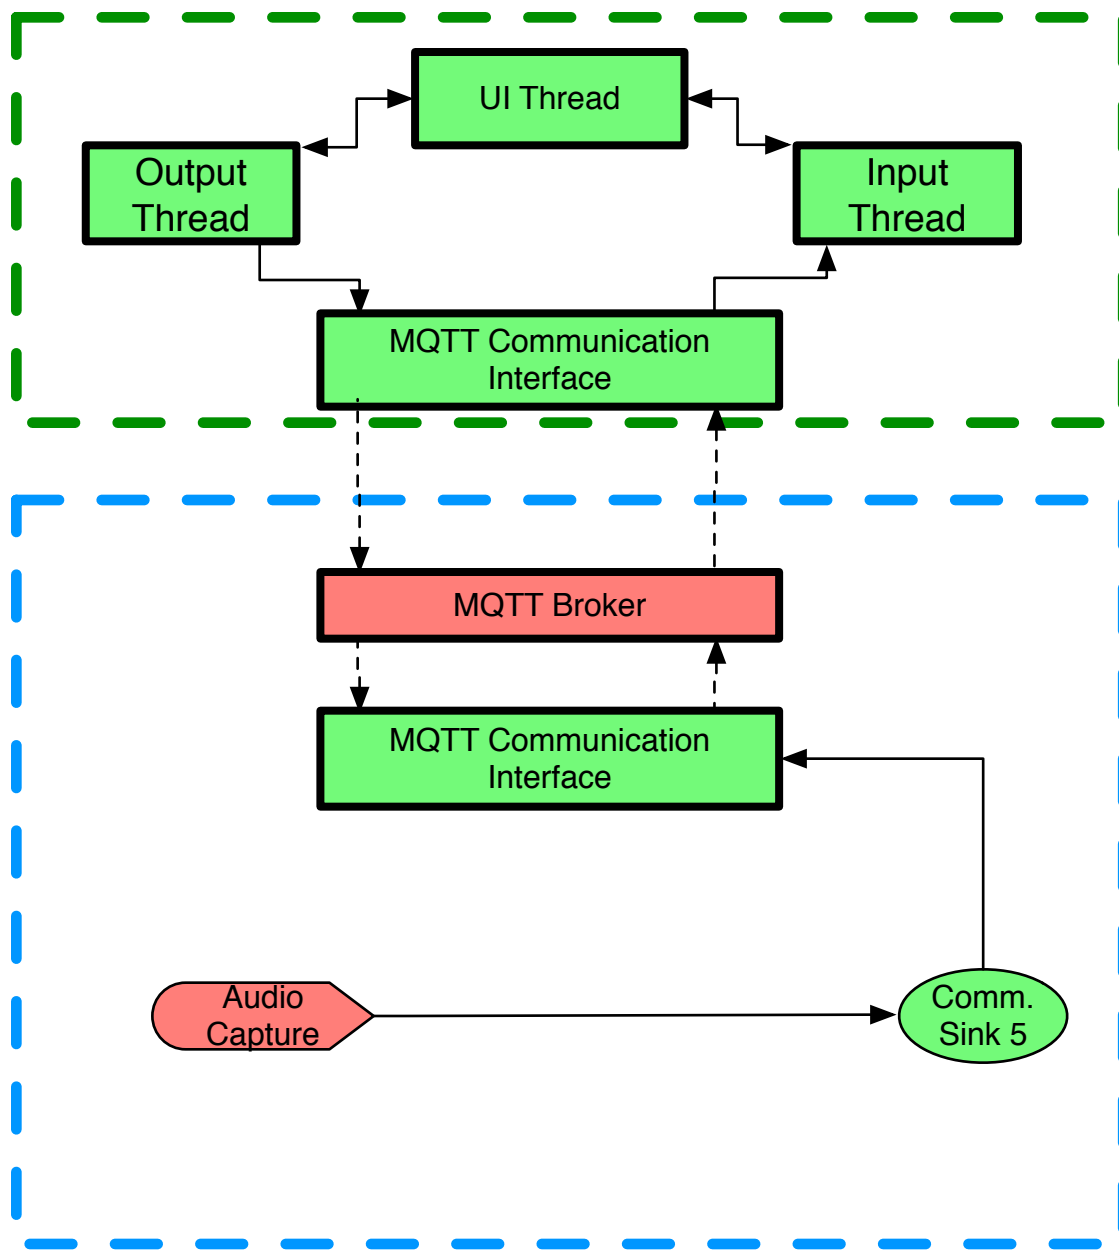 UI Thread
Output
Thread
Input
Thread
MQTT Communication
Interface
MQTT Broker
MQTT Communication
Interface
Audio
Capture
Comm.
Sink 5